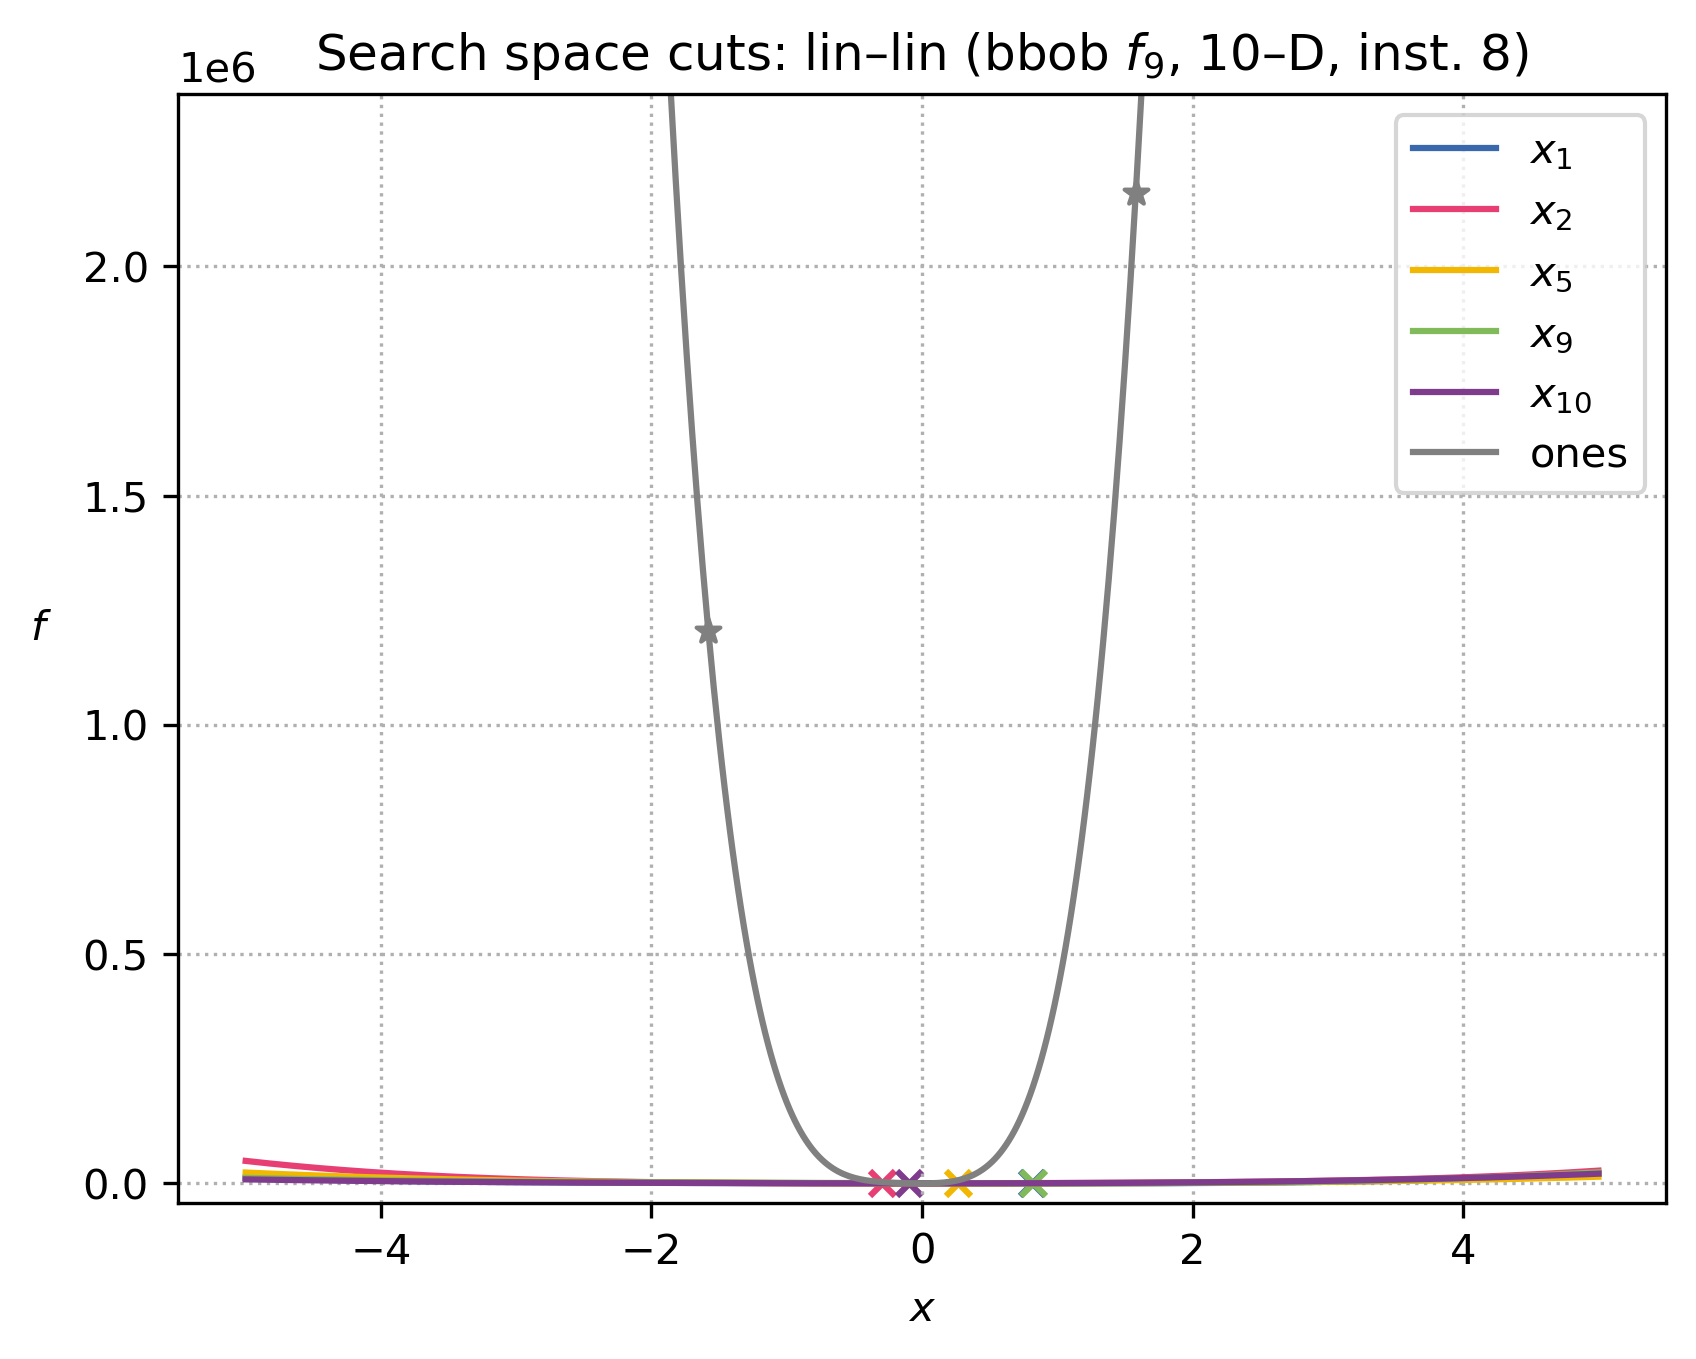 Search space cuts: lin–lin (bbob f₉, 10–D, inst. 8)
1e6
x₁
x₂
x₅
x₉
x₁₀
ones
2.0
1.5
1.0
0.5
0.0
f
−4 −2 0 2 4
x